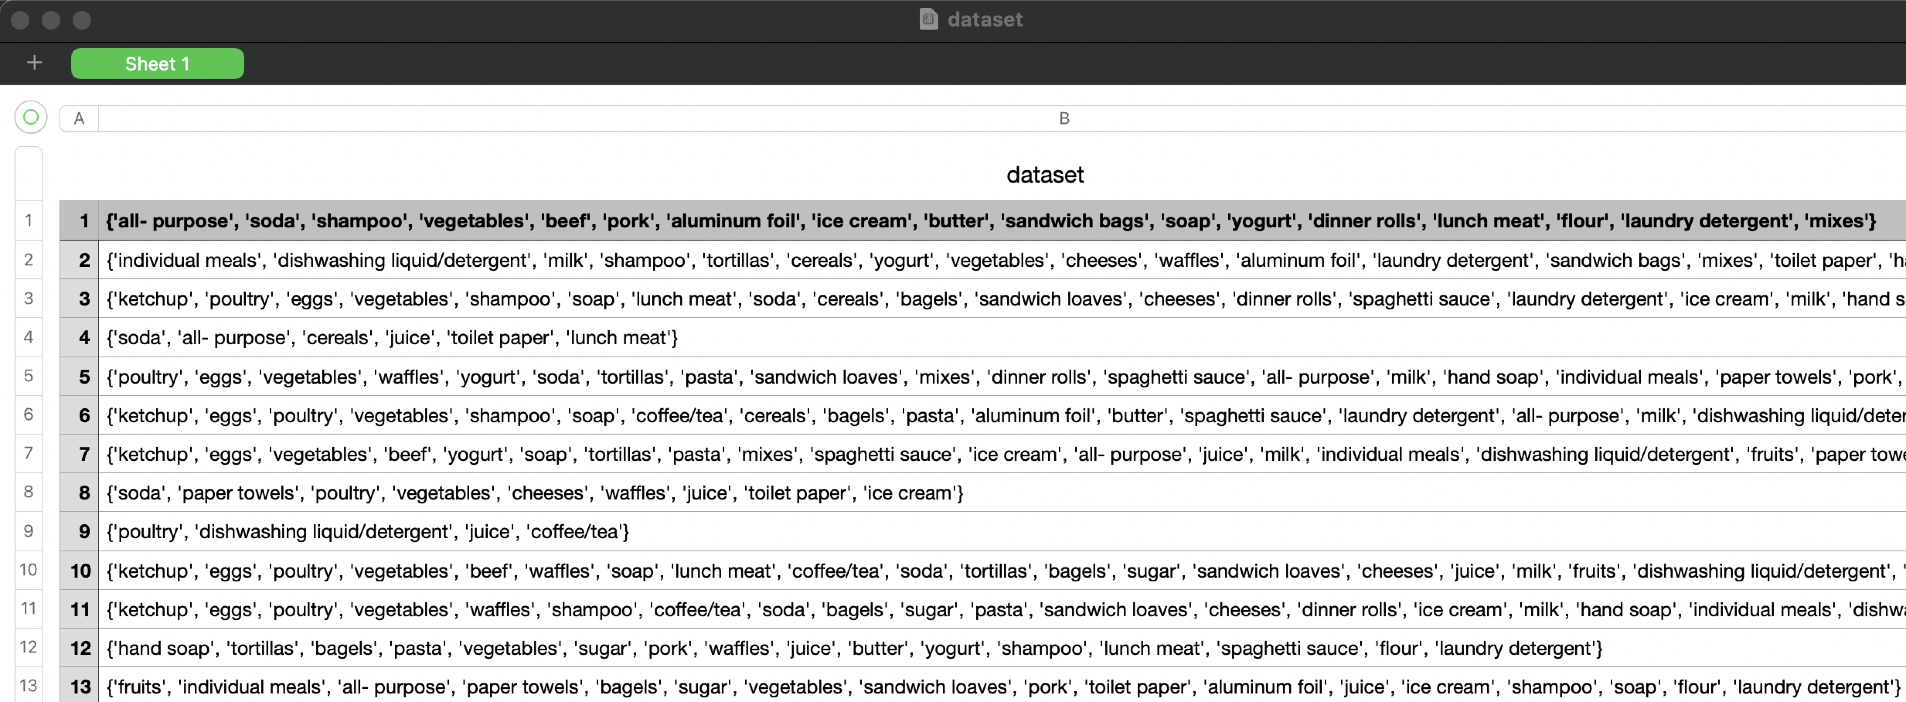 dataset
+ Sheet 1
A B
dataset
1 1 {'all- purpose', 'soda', 'shampoo', 'vegetables', 'beef', 'pork', 'aluminum foil', 'ice cream', 'butter', 'sandwich bags', 'soap', 'yogurt', 'dinner rolls', 'lunch meat', 'flour', 'laundry detergent', 'mixes'}
2 2 {'individual meals', 'dishwashing liquid/detergent', 'milk', 'shampoo', 'tortillas', 'cereals', 'yogurt', 'vegetables', 'cheeses', 'waffles', 'aluminum foil', 'laundry detergent', 'sandwich bags', 'mixes', 'toilet paper',
3 3 {'ketchup', 'poultry', 'eggs', 'vegetables', 'shampoo', 'soap', 'lunch meat', 'soda', 'cereals', 'bagels', 'sandwich loaves', 'cheeses', 'dinner rolls', 'spaghetti sauce', 'laundry detergent', 'ice cream', 'milk', 'hand s
4 4 {'soda', 'all- purpose', 'cereals', 'juice', 'toilet paper', 'lunch meat'}
5 5 {'poultry', 'eggs', 'vegetables', 'waffles', 'yogurt', 'soda', 'tortillas', 'pasta', 'sandwich loaves', 'mixes', 'dinner rolls', 'spaghetti sauce', 'all- purpose', 'milk', 'hand soap', 'individual meals', 'paper towels', 'pork',
6 6 {'ketchup', 'eggs', 'poultry', 'vegetables', 'shampoo', 'soap', 'coffee/tea', 'cereals', 'bagels', 'pasta', 'aluminum foil', 'butter', 'spaghetti sauce', 'laundry detergent', 'all- purpose', 'milk', 'dishwashing liquid/deter
7 7 {'ketchup', 'eggs', 'vegetables', 'beef', 'yogurt', 'soap', 'tortillas', 'pasta', 'mixes', 'spaghetti sauce', 'ice cream', 'all- purpose', 'juice', 'milk', 'individual meals', 'dishwashing liquid/detergent', 'fruits', 'paper towe
8 8 {'soda', 'paper towels', 'poultry', 'vegetables', 'cheeses', 'waffles', 'juice', 'toilet paper', 'ice cream'}
9 9 {'poultry', 'dishwashing liquid/detergent', 'juice', 'coffee/tea'}
10 10 {'ketchup', 'eggs', 'poultry', 'vegetables', 'beef', 'waffles', 'soap', 'lunch meat', 'coffee/tea', 'soda', 'tortillas', 'bagels', 'sugar', 'sandwich loaves', 'cheeses', 'juice', 'milk', 'fruits', 'dishwashing liquid/detergent', '
11 11 {'ketchup', 'eggs', 'poultry', 'vegetables', 'waffles', 'shampoo', 'coffee/tea', 'soda', 'bagels', 'sugar', 'pasta', 'sandwich loaves', 'cheeses', 'dinner rolls', 'ice cream', 'milk', 'hand soap', 'individual meals', 'dishw
12 12 {'hand soap', 'tortillas', 'bagels', 'pasta', 'vegetables', 'sugar', 'pork', 'waffles', 'juice', 'butter', 'yogurt', 'shampoo', 'lunch meat', 'spaghetti sauce', 'flour', 'laundry detergent'}
13 13 {'fruits', 'individual meals', 'all- purpose', 'paper towels', 'bagels', 'sugar', 'vegetables', 'sandwich loaves', 'pork', 'toilet paper', 'aluminum foil', 'juice', 'ice cream', 'shampoo', 'soap', 'flour', 'laundry detergent'}